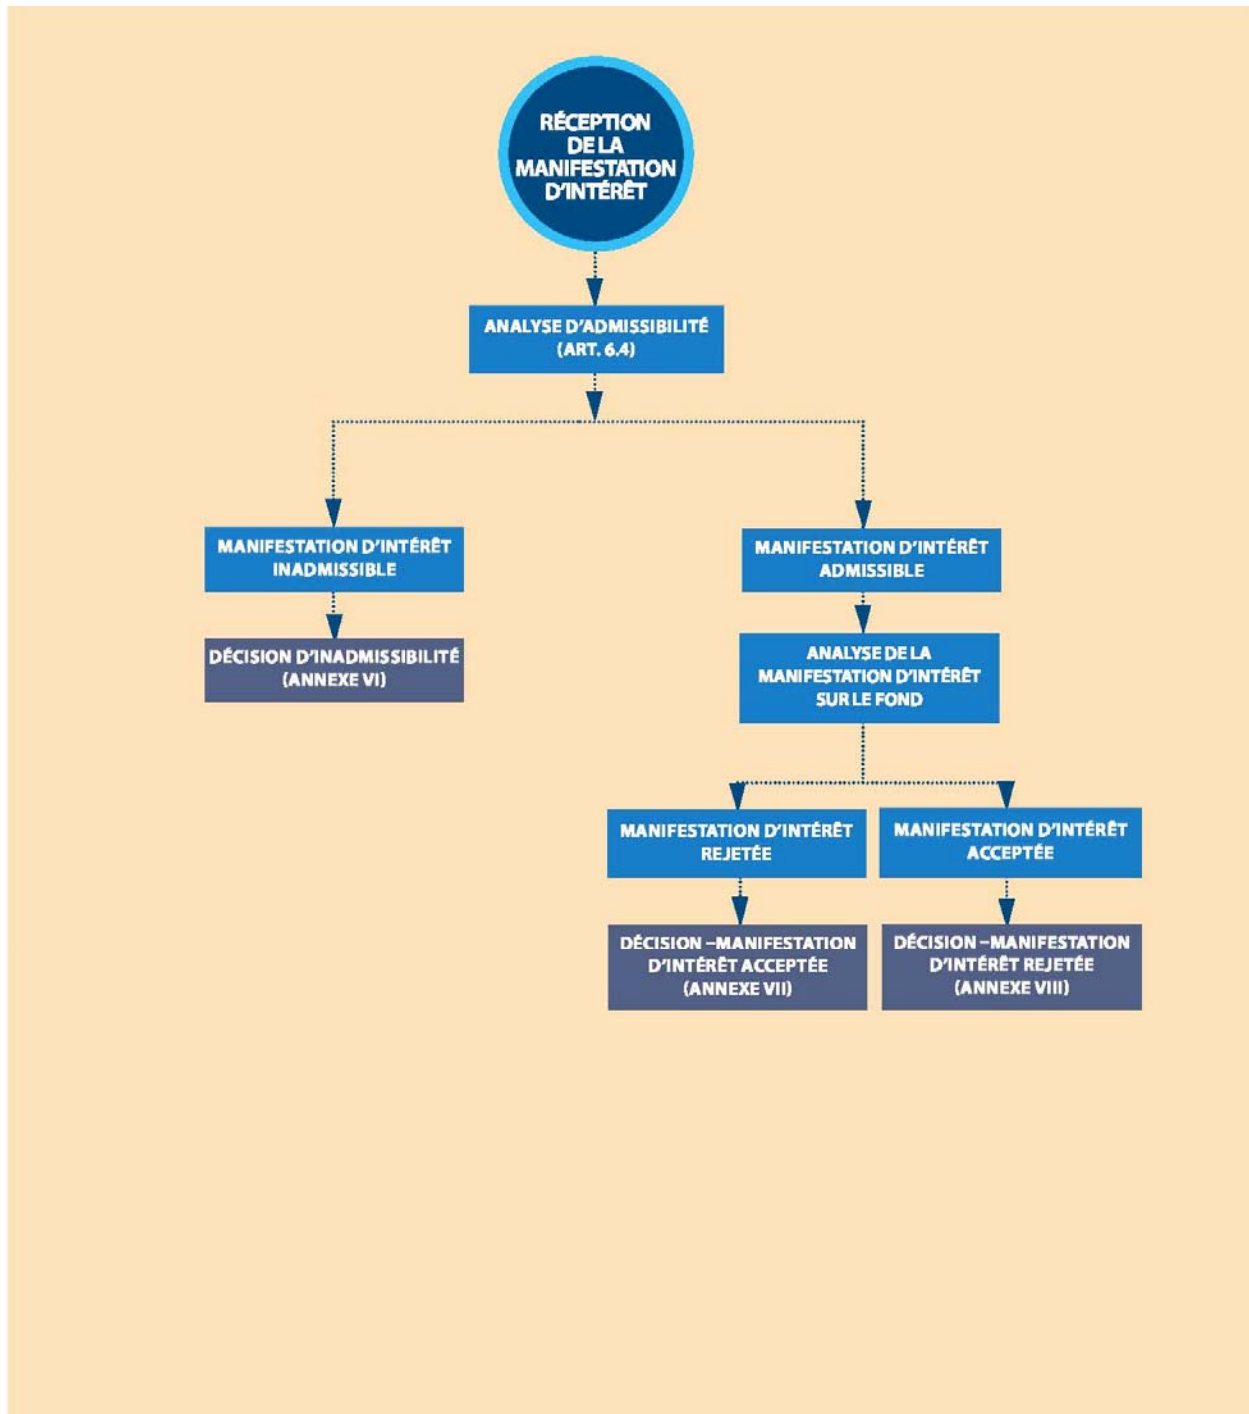 RÉCEPTION
DE LA
MANIFESTATION
D'INTÉRÊT
ANALYSE D'ADMISSIBILITÉ
(ART. 6.4)
MANIFESTATION D'INTÉRÊT
INADMISSIBLE
MANIFESTATION D'INTÉRÊT
ADMISSIBLE
DÉCISION D'INADMISSIBILITÉ
(ANNEXE VI)
ANALYSE DE LA
MANIFESTATION D'INTÉRÊT
SUR LE FOND
MANIFESTATION D'INTÉRÊT
REJETÉE
MANIFESTATION D'INTÉRÊT
ACCEPTÉE
DÉCISION –MANIFESTATION
D'INTÉRÊT ACCEPTÉE
(ANNEXE VII)
DÉCISION –MANIFESTATION
D'INTÉRÊT REJETÉE
(ANNEXE VIII)